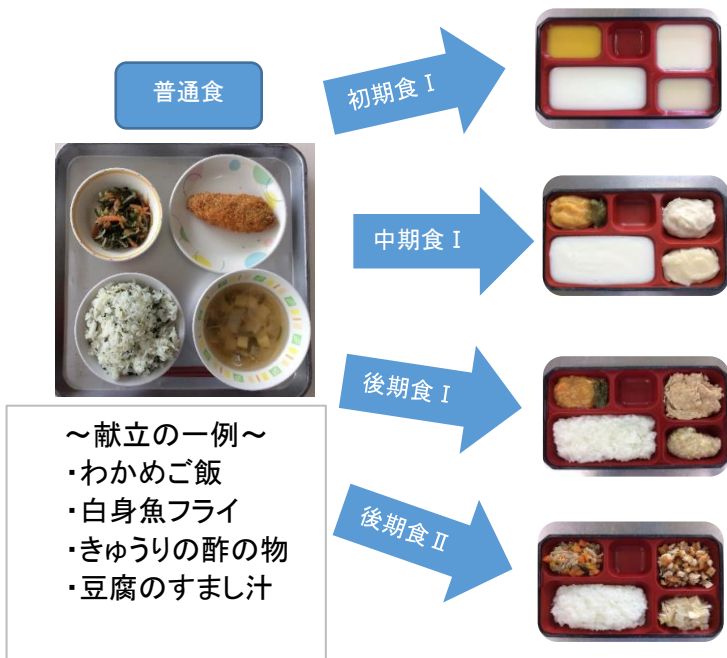 普通食
初期食Ⅰ
中期食Ⅰ
後期食Ⅰ
後期食Ⅱ
～献立の一例～
・わかめご飯
・白身魚フライ
・きゅうりの酢の物
・豆腐のすまし汁